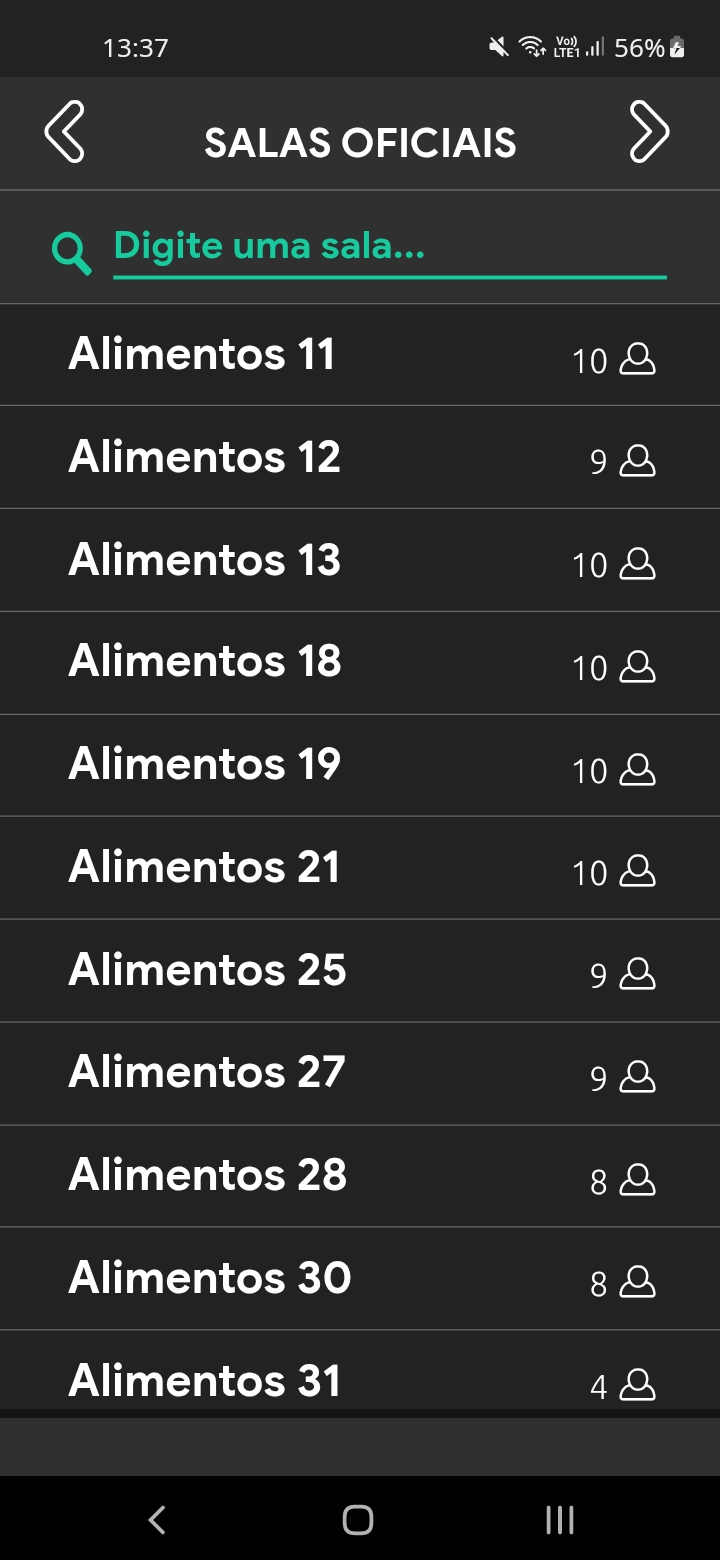 13:37 Vo)) LTE1 56%
SALAS OFICIAIS
Digite uma sala...
Alimentos 11 10
Alimentos 12 9
Alimentos 13 10
Alimentos 18 10
Alimentos 19 10
Alimentos 21 10
Alimentos 25 9
Alimentos 27 9
Alimentos 28 8
Alimentos 30 8
Alimentos 31 4